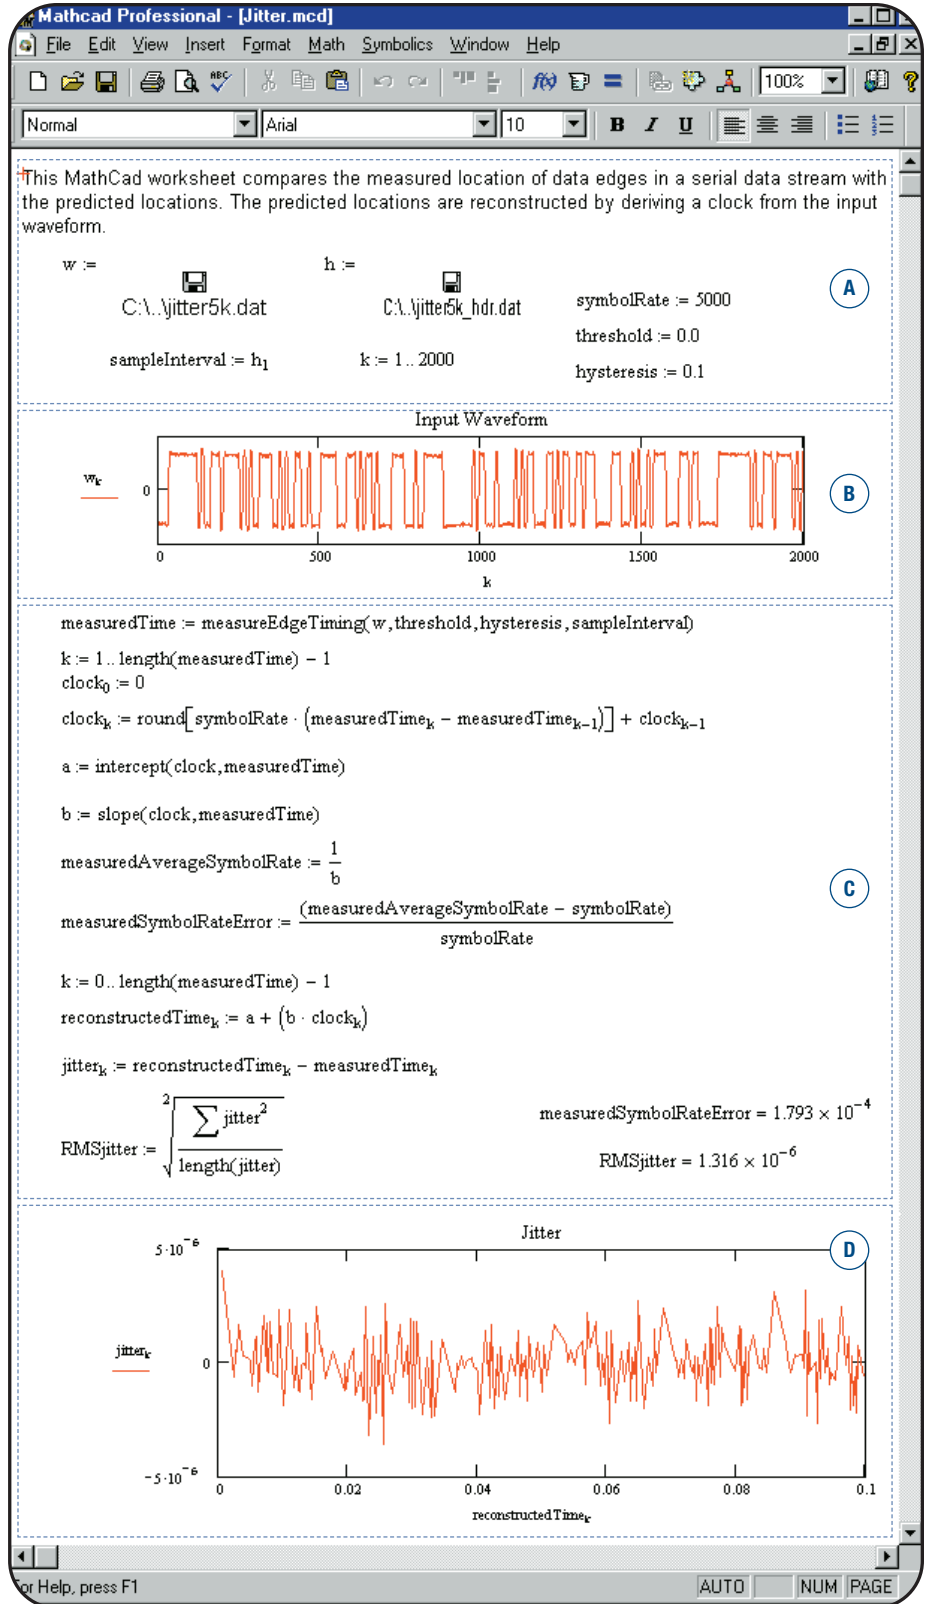 Mathcad Professional - [Jitter.mcd]
File Edit View Insert Format Math Symbolics Window Help
ABC f(x) 100% ?
Normal Arial 10 B I U
This MathCad worksheet compares the measured location of data edges in a serial data stream with
the predicted locations. The predicted locations are reconstructed by deriving a clock from the input
waveform.
w := h :=
C:\..\jitter5k.dat C:\..\jitter5k_hdr.dat symbolRate := 5000
A
threshold := 0.0
sampleInterval := h₁ k := 1 .. 2000
hysteresis := 0.1
Input Waveform
wₖ
0
B
0 500 1000 1500 2000
k
measuredTime := measureEdgeTiming(w,threshold,hysteresis,sampleInterval)
k := 1 .. length(measuredTime) − 1
clock₀ := 0
clockₖ := round[symbolRate · (measuredTimeₖ − measuredTimeₖ₋₁)] + clockₖ₋₁
a := intercept(clock,measuredTime)
b := slope(clock,measuredTime)
measuredAverageSymbolRate := 1/b
C
measuredSymbolRateError := (measuredAverageSymbolRate − symbolRate)/symbolRate
k := 0 .. length(measuredTime) − 1
reconstructedTimeₖ := a + (b · clockₖ)
jitterₖ := reconstructedTimeₖ − measuredTimeₖ
RMSjitter := ²√(∑ jitter²/length(jitter))
measuredSymbolRateError = 1.793 × 10⁻⁴
RMSjitter = 1.316 × 10⁻⁶
Jitter
D
5·10⁻⁶
jitterₖ
0
−5·10⁻⁶
0 0.02 0.04 0.06 0.08 0.1
reconstructedTimeₖ
For Help, press F1 AUTO NUM PAGE